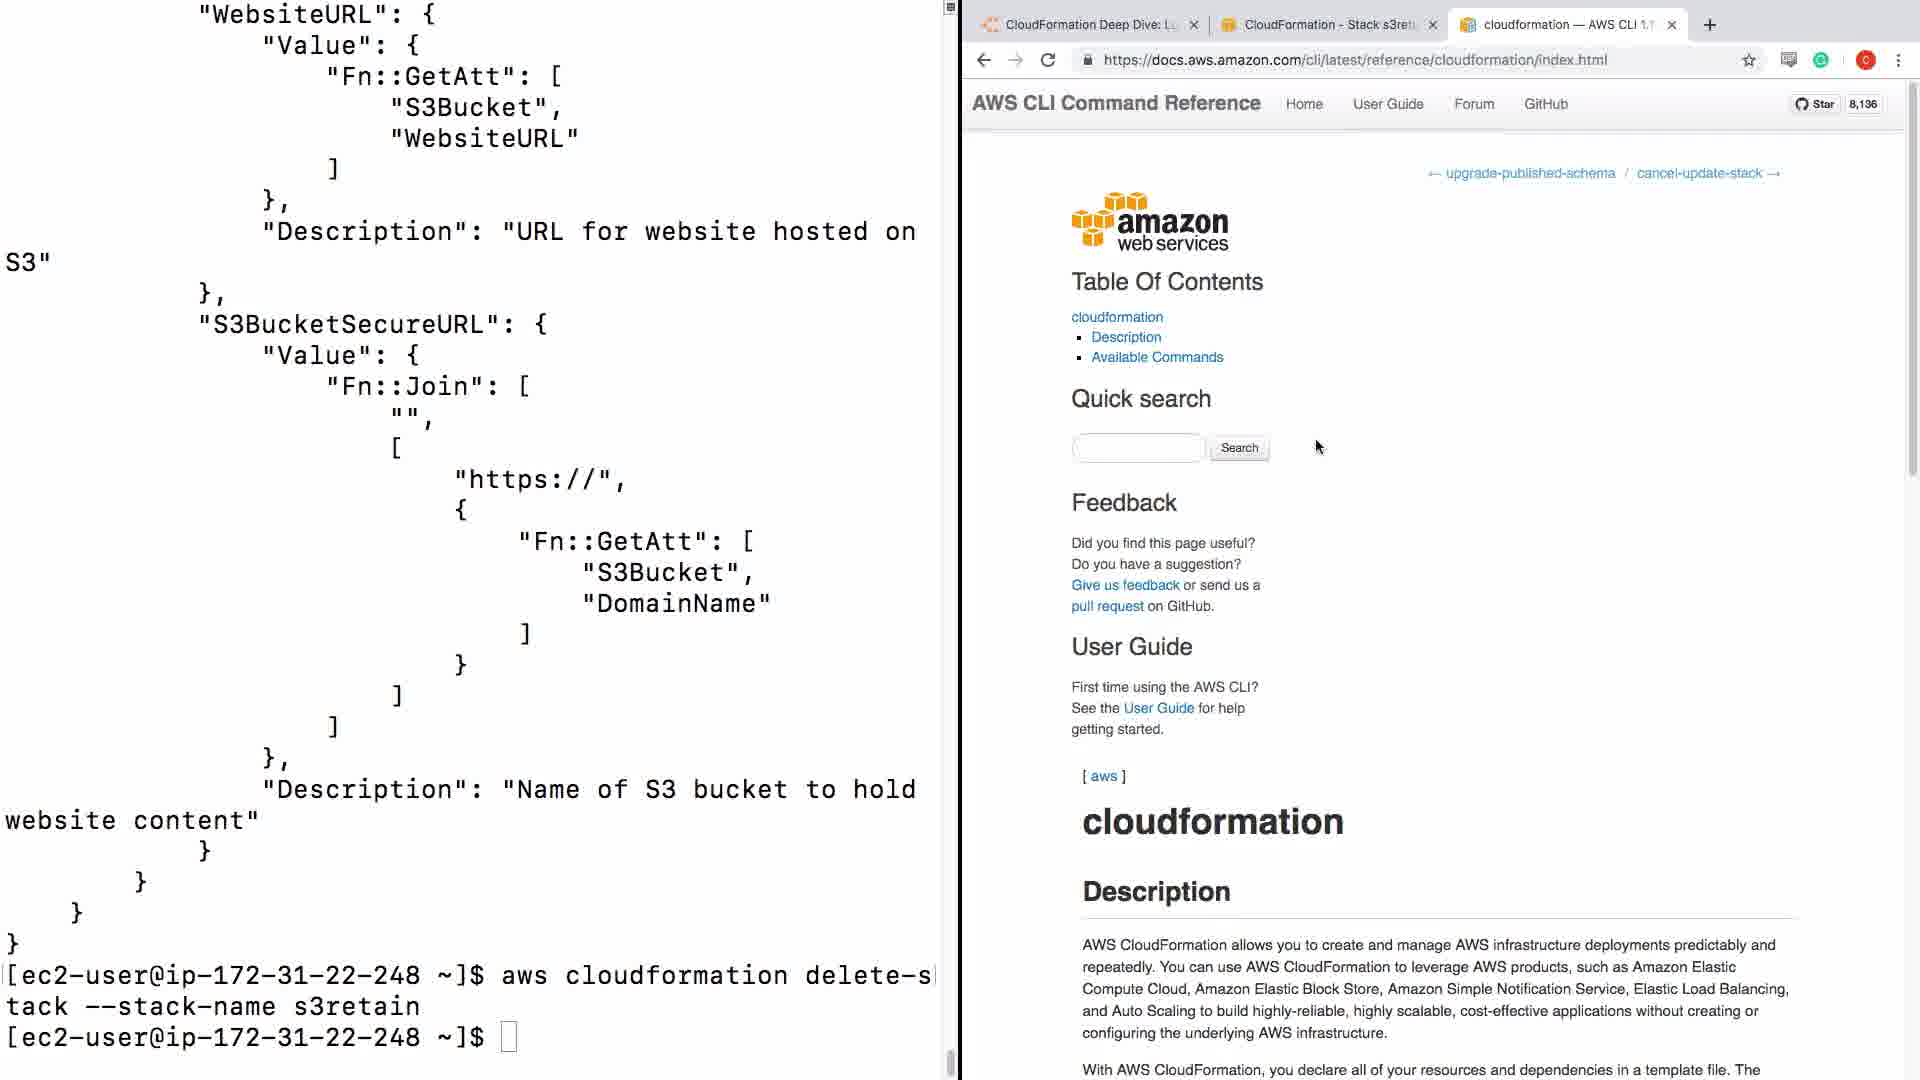 "WebsiteURL": {
"Value": {
"Fn::GetAtt": [
"S3Bucket",
"WebsiteURL"
]
},
"Description": "URL for website hosted on
S3"
},
"S3BucketSecureURL": {
"Value": {
"Fn::Join": [
"",
[
"https://",
{
"Fn::GetAtt": [
"S3Bucket",
"DomainName"
]
}
]
]
},
"Description": "Name of S3 bucket to hold
website content"
}
}
}
}
[ec2-user@ip-172-31-22-248 ~]$ aws cloudformation delete-s
tack --stack-name s3retain
[ec2-user@ip-172-31-22-248 ~]$
CloudFormation Deep Dive: L
CloudFormation - Stack s3reta
cloudformation — AWS CLI 1.1
https://docs.aws.amazon.com/cli/latest/reference/cloudformation/index.html
C
AWS CLI Command Reference Home User Guide Forum GitHub
Star 8,136
← upgrade-published-schema / cancel-update-stack →
amazon
web services
Table Of Contents
cloudformation
Description
Available Commands
Quick search
Search
Feedback
Did you find this page useful?
Do you have a suggestion?
Give us feedback or send us a
pull request on GitHub.
User Guide
First time using the AWS CLI?
See the User Guide for help
getting started.
[ aws ]
cloudformation
Description
AWS CloudFormation allows you to create and manage AWS infrastructure deployments predictably and
repeatedly. You can use AWS CloudFormation to leverage AWS products, such as Amazon Elastic
Compute Cloud, Amazon Elastic Block Store, Amazon Simple Notification Service, Elastic Load Balancing,
and Auto Scaling to build highly-reliable, highly scalable, cost-effective applications without creating or
configuring the underlying AWS infrastructure.
With AWS CloudFormation, you declare all of your resources and dependencies in a template file. The